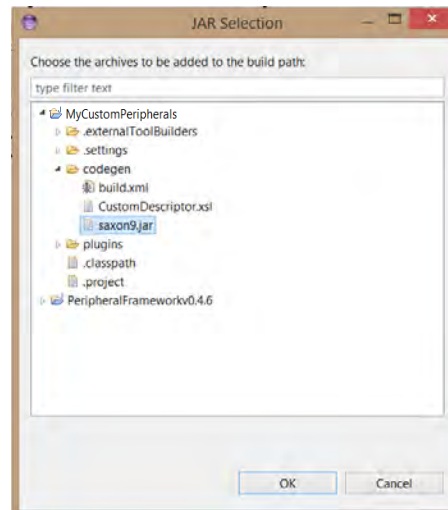 JAR Selection
Choose the archives to be added to the build path:
type filter text
MyCustomPeripherals
.externalToolBuilders
.settings
codegen
build.xml
CustomDescriptor.xsl
saxon9.jar
plugins
.classpath
.project
PeripheralFrameworkv0.4.6
OK
Cancel